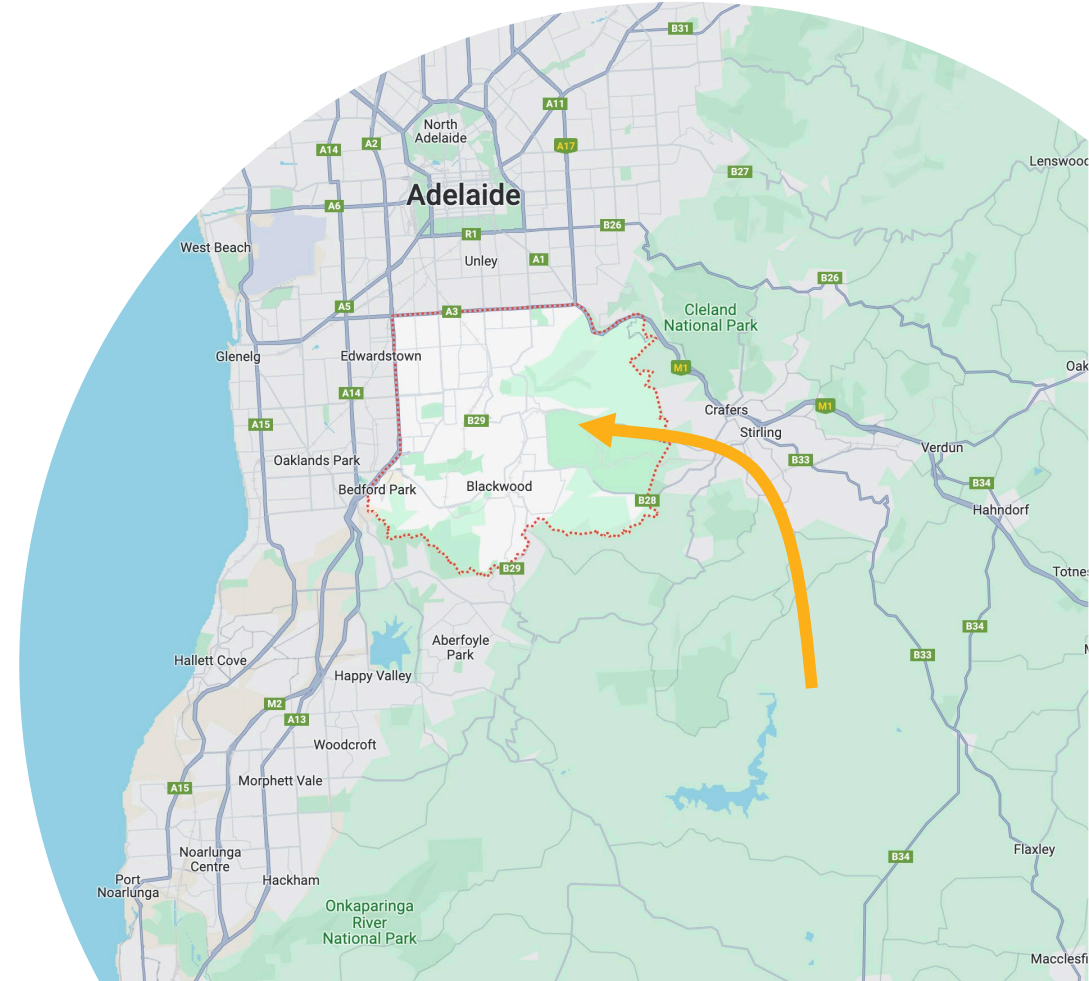 B31
A11
North
Adelaide
A14
A2
A17
Lenswood
B27
Adelaide
A6
B26
R1
West Beach
Unley
A1
B26
A5
A3
Cleland
National Park
Glenelg
Edwardstown
M1
Oak
A14
M1
Crafers
A15
B29
Stirling
Verdun
Oaklands Park
B33
Bedford Park
Blackwood
B34
B28
Hahndorf
B29
Totne
B34
Aberfoyle
Park
Hallett Cove
B33
Happy Valley
M2
A13
Woodcroft
Morphett Vale
A15
Noarlunga
Centre
Flaxley
B34
Port
Noarlunga
Hackham
Onkaparinga
River
National Park
Macclesfi